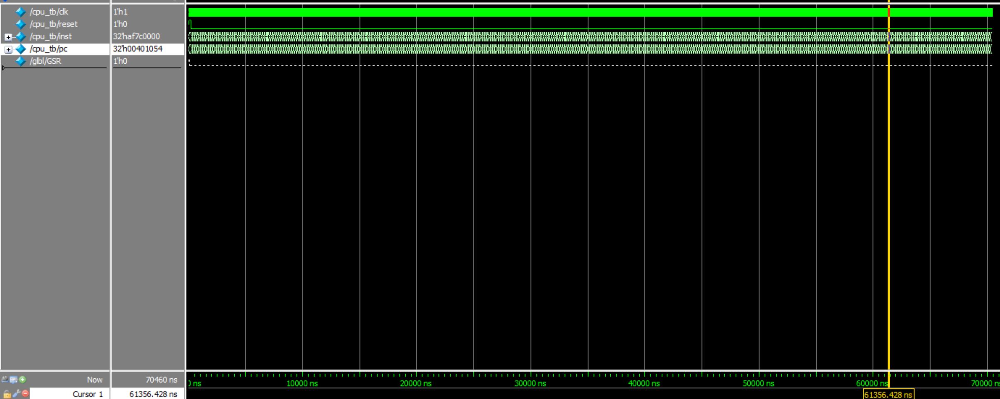 /cpu_tb/clk 1'h1
/cpu_tb/reset 1'h0
/cpu_tb/inst 32'haf7c0000
/cpu_tb/pc 32'h00401054
/glbl/GSR 1'h0
Now 70460 ns
ns 10000 ns 20000 ns 30000 ns 40000 ns 50000 ns 60000 ns 70000 n
Cursor 1 61356.428 ns 61356.428 ns